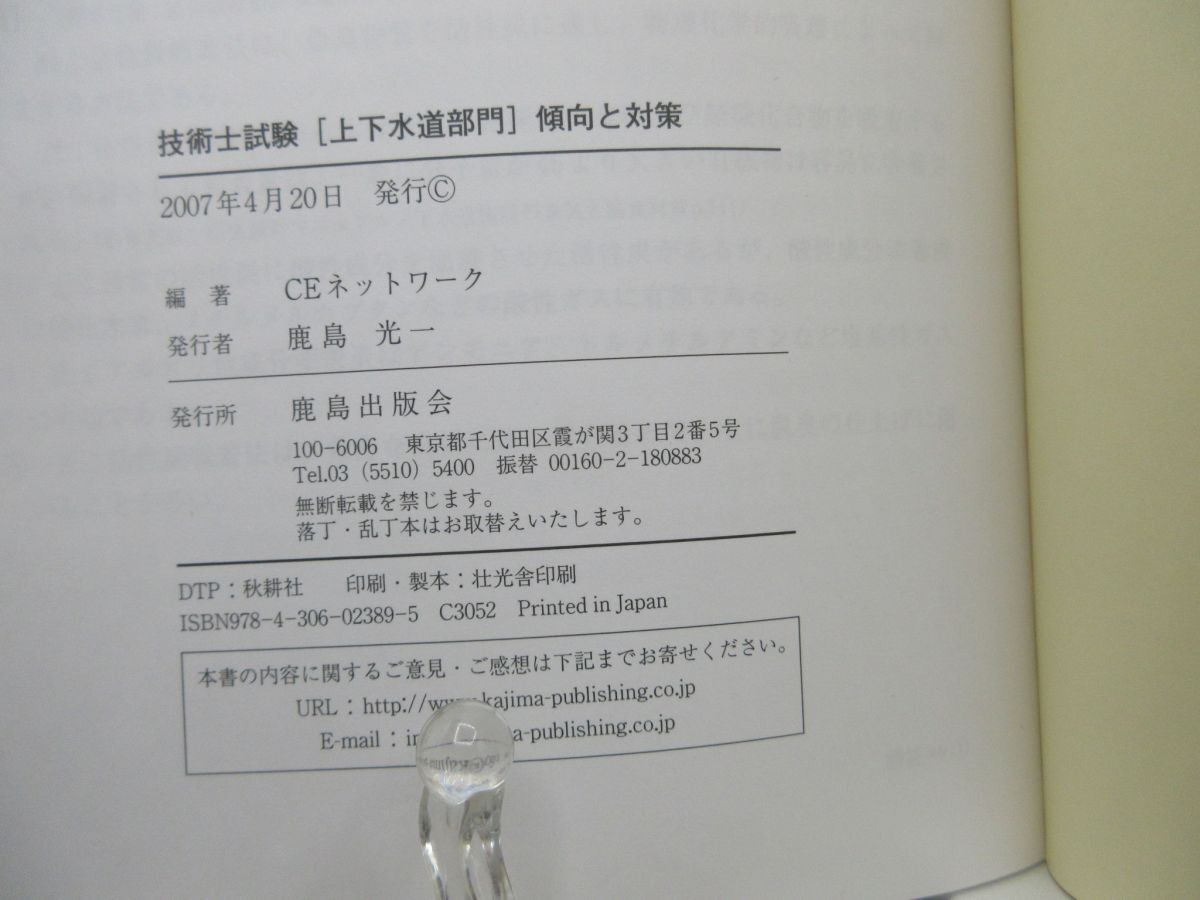 技術士試験［上下水道部門］傾向と対策
2007年4月20日　発行©
編　著　CEネットワーク
発行者　鹿島　光一
発行所　鹿島出版会
100-6006　東京都千代田区霞が関3丁目2番5号
Tel.03（5510）5400　振替 00160-2-180883
無断転載を禁じます。
落丁・乱丁本はお取替えいたします。
DTP：秋耕社　印刷・製本：壮光舎印刷
ISBN978-4-306-02389-5　C3052　Printed in Japan
本書の内容に関するご意見・ご感想は下記までお寄せください。
URL：http://www.kajima-publishing.co.jp
E-mail：
a-publishing.co.jp